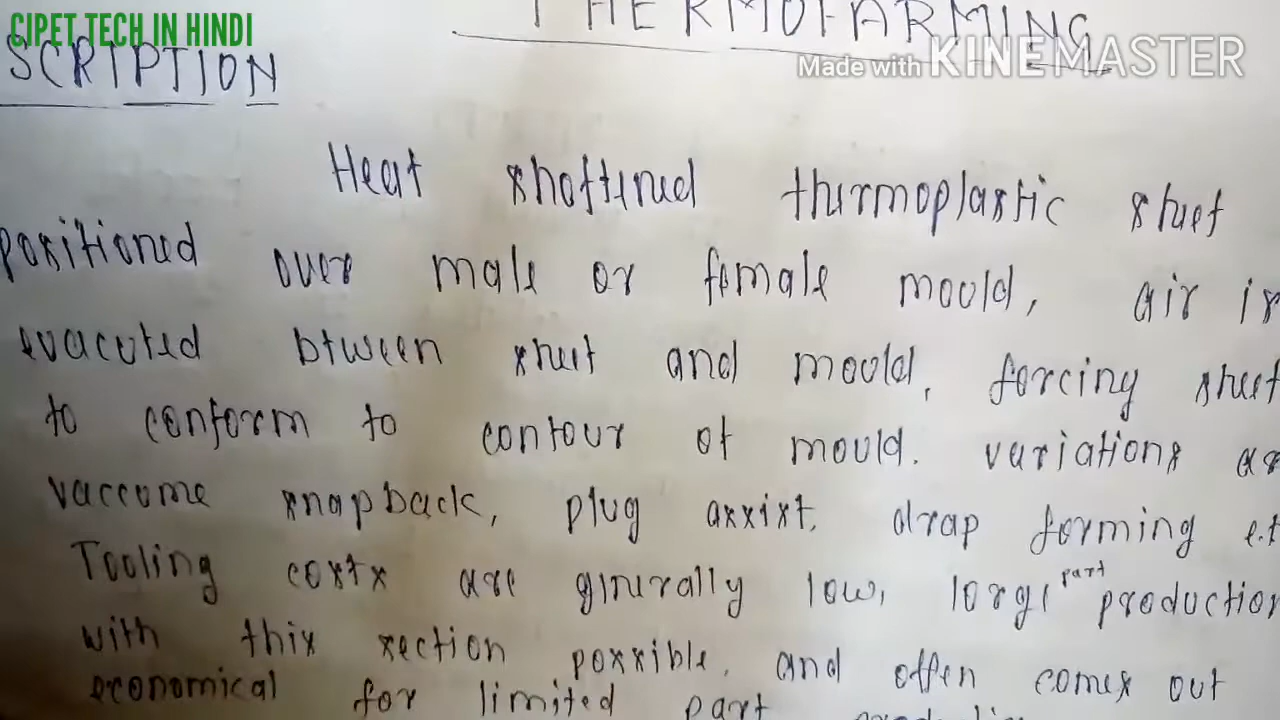 CIPET TECH IN HINDI
THERMOFARMING
Made with KINEMASTER
SCRIPTION
Heat shoftened thermoplastic sheet
positioned over male or female mould, air is
evacuted btween sheet and mould, forcing sheet
to conform to contour of mould. variations are
vaccume snapback, plug assist, drap forming e.t
Tooling costs are generally low, large part production
with this section possible, and often comes out
economical for limited part